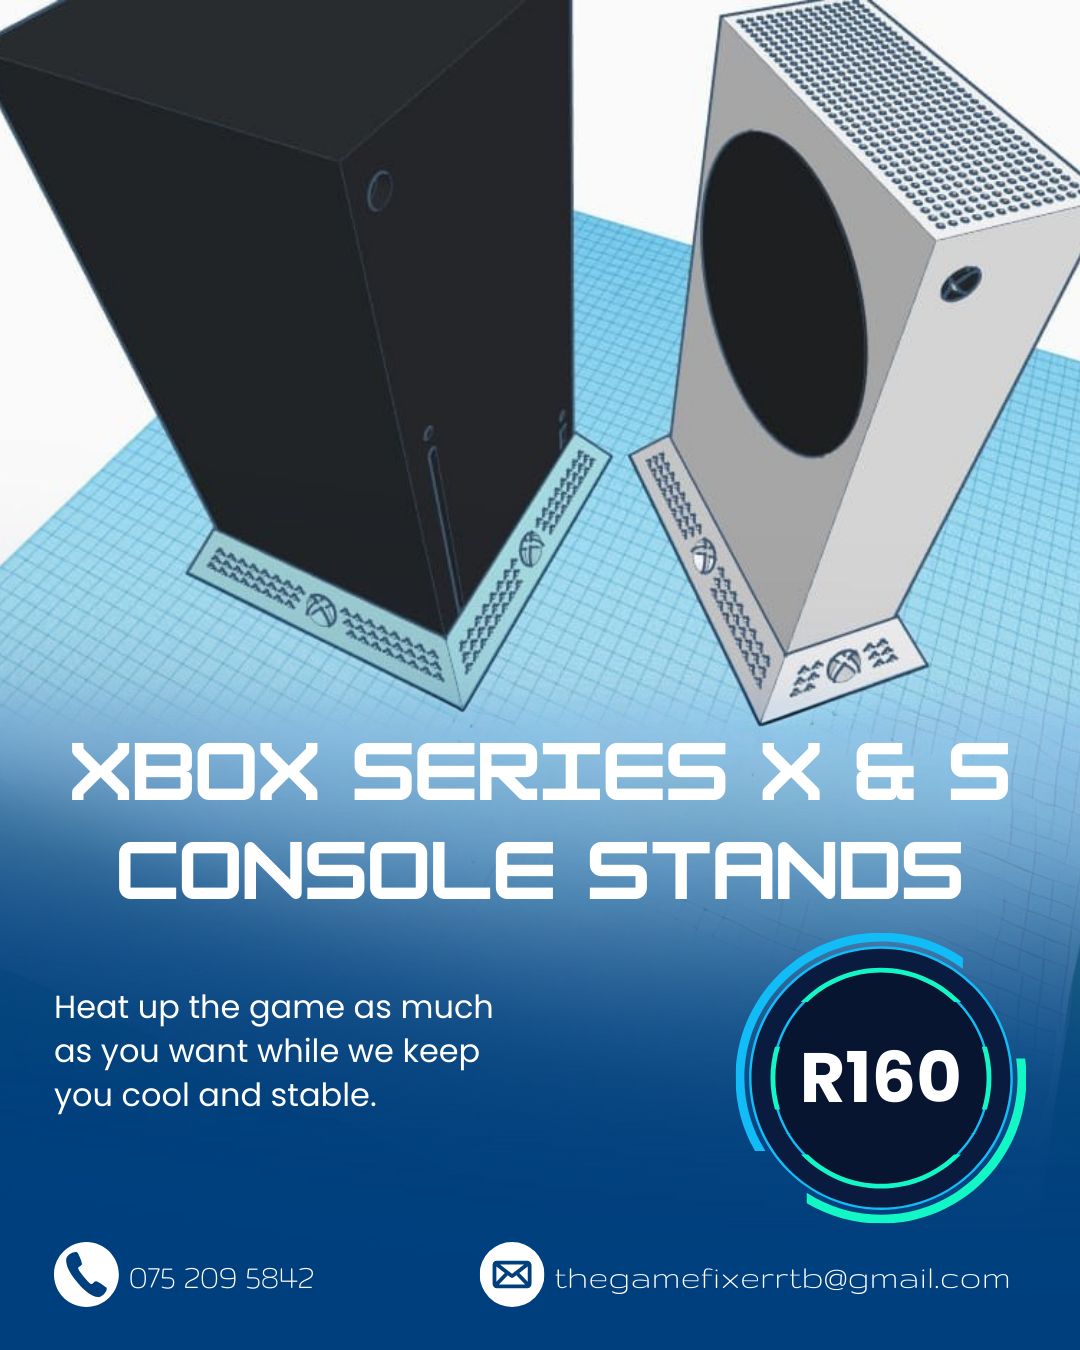 XBOX SERIES X & S
CONSOLE STANDS
Heat up the game as much
as you want while we keep
you cool and stable.
R160
075 209 5842
thegamefixerrtb@gmail.com